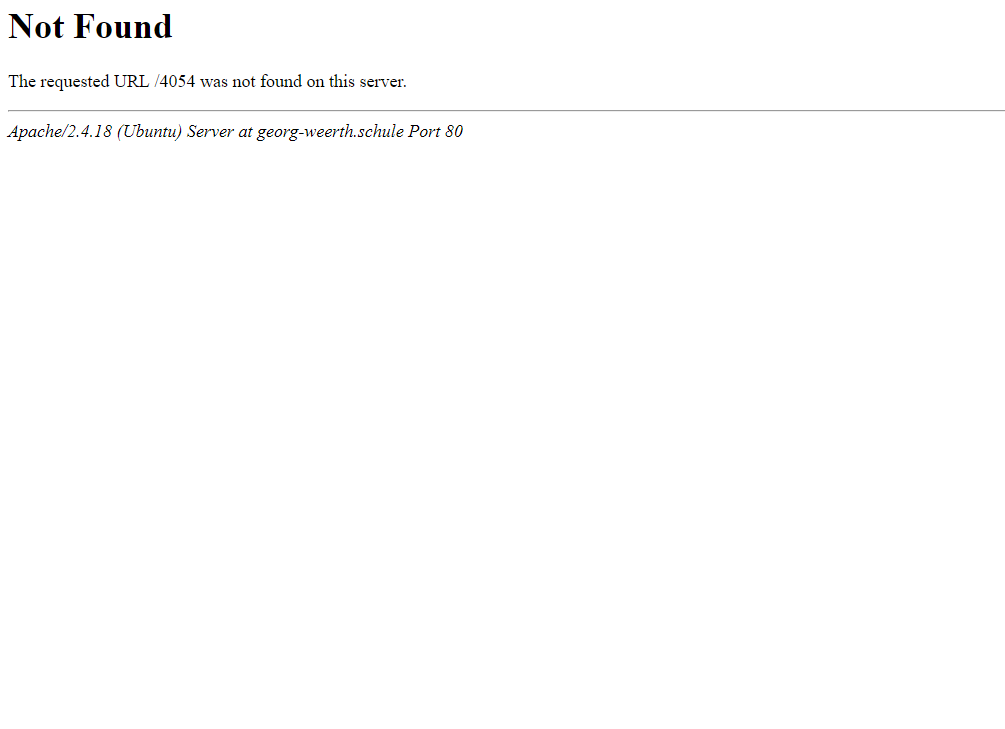 Not Found
The requested URL /4054 was not found on this server.
Apache/2.4.18 (Ubuntu) Server at georg-weerth.schule Port 80